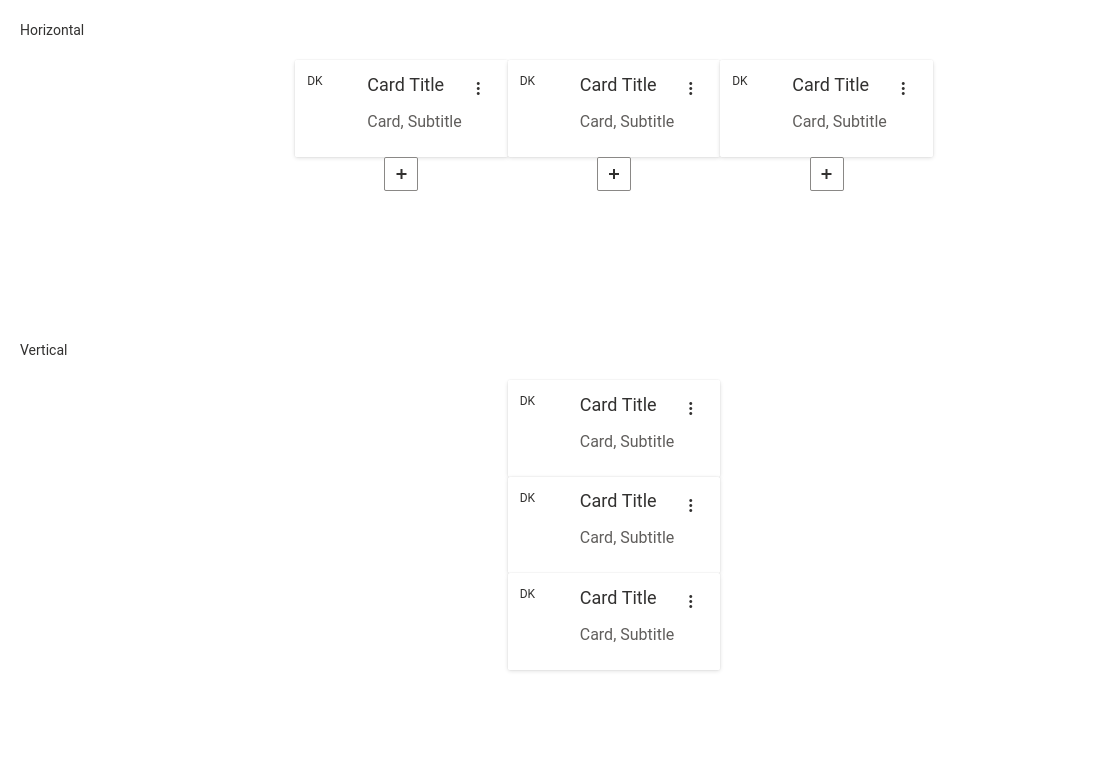 Horizontal
DK Card Title DK Card Title DK Card Title
Card, Subtitle Card, Subtitle Card, Subtitle
+ + +
Vertical
DK Card Title
Card, Subtitle
DK Card Title
Card, Subtitle
DK Card Title
Card, Subtitle